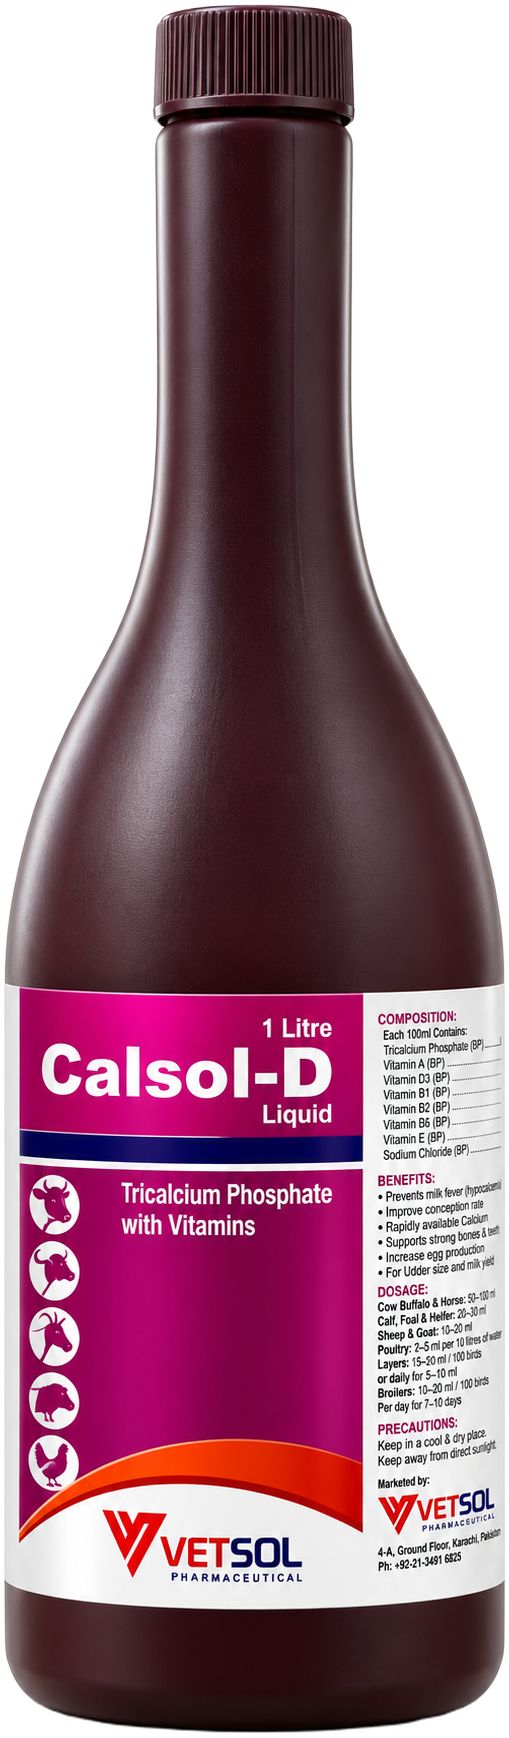 1 Litre
Calsol-D
Liquid
Tricalcium Phosphate
with Vitamins
VETSOL
PHARMACEUTICAL
COMPOSITION:
Each 100ml Contains:
Tricalcium Phosphate (BP)
Vitamin A (BP)
Vitamin D3 (BP)
Vitamin B1 (BP)
Vitamin B2 (BP)
Vitamin B6 (BP)
Vitamin E (BP)
Sodium Chloride (BP)
BENEFITS:
• Prevents milk fever (hypocalcemia)
• Improve conception rate
• Rapidly available Calcium
• Supports strong bones & teeth
• Increase egg production
• For Udder size and milk yield
DOSAGE:
Cow Buffalo & Horse: 50–100 ml
Calf, Foal & Heifer: 20–30 ml
Sheep & Goat: 10–20 ml
Poultry: 2–5 ml per 10 litres of water
Layers: 15–20 ml / 100 birds
or daily for 5–10 ml
Broilers: 10–20 ml / 100 birds
Per day for 7–10 days
PRECAUTIONS:
Keep in a cool & dry place.
Keep away from direct sunlight.
Marketed by:
VETSOL
PHARMACEUTICAL
4-A, Ground Floor, Karachi, Pakistan
Ph: +92-21-3491 6825